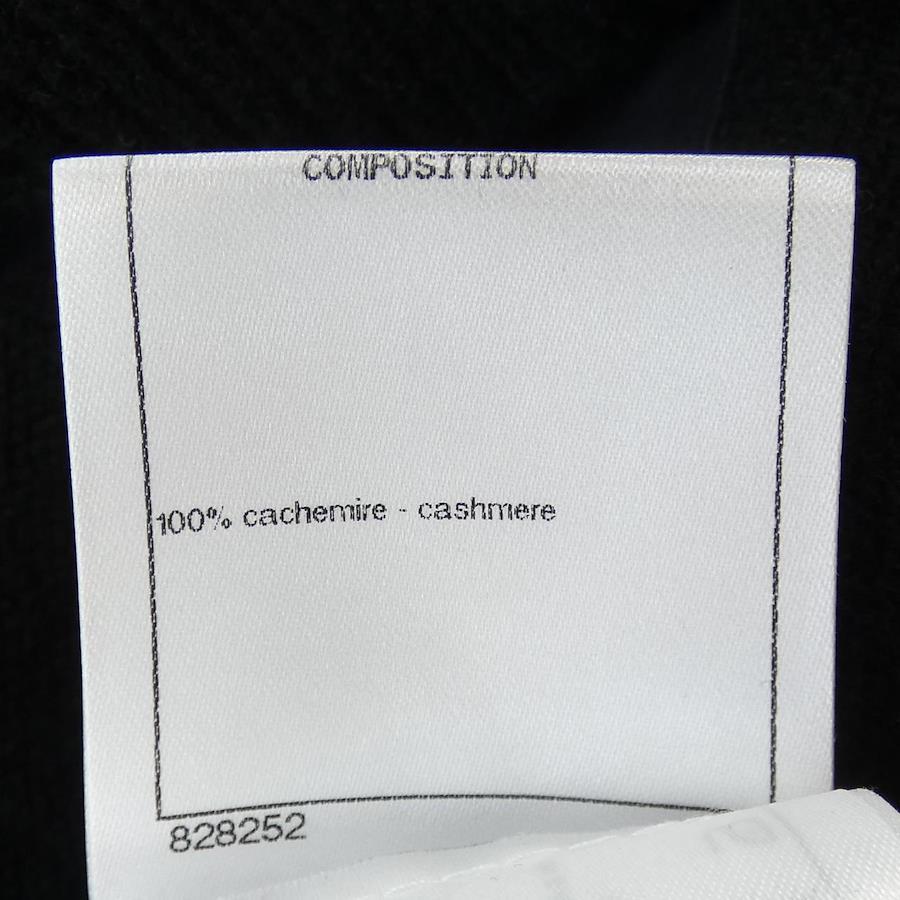 COMPOSITION
100% cachemire - cashmere
828252